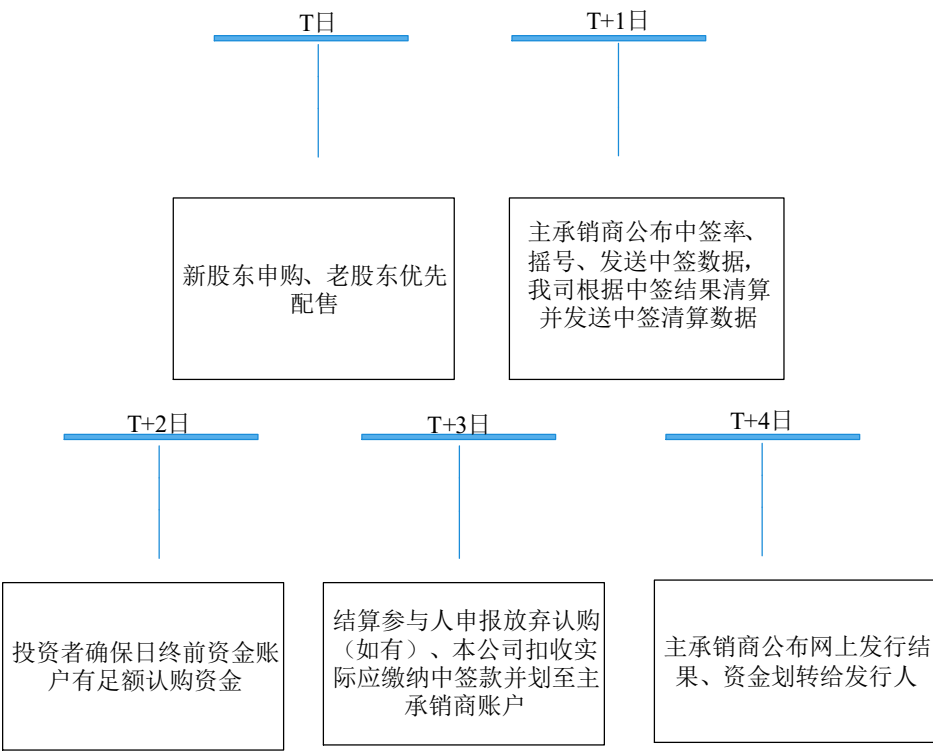 T日
T+1日
新股东申购、老股东优先
配售
主承销商公布中签率、
摇号、发送中签数据，
我司根据中签结果清算
并发送中签清算数据
T+2日
T+3日
T+4日
投资者确保日终前资金账
户有足额认购资金
结算参与人申报放弃认购
（如有）、本公司扣收实
际应缴纳中签款并划至主
承销商账户
主承销商公布网上发行结
果、资金划转给发行人